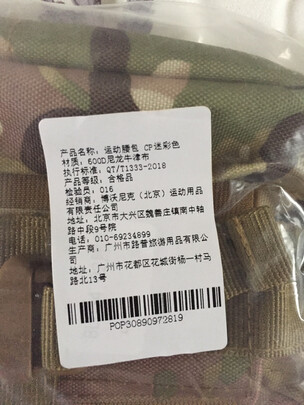 产品名称：运动腰包 CP迷彩色
材质：600D尼龙牛津布
执行标准：QT/T1333-2018
产品等级：合格品
检验员：016
经销商：博沃尼克（北京）运动用品
有限责任公司
地址：北京市大兴区魏善庄镇南中轴
路中段9号院
电话：010-69234899
生产商：广州市路营旅游用品有限公
司
地址：广州市花都区花城街杨一村马
路北13号
POP30890972819